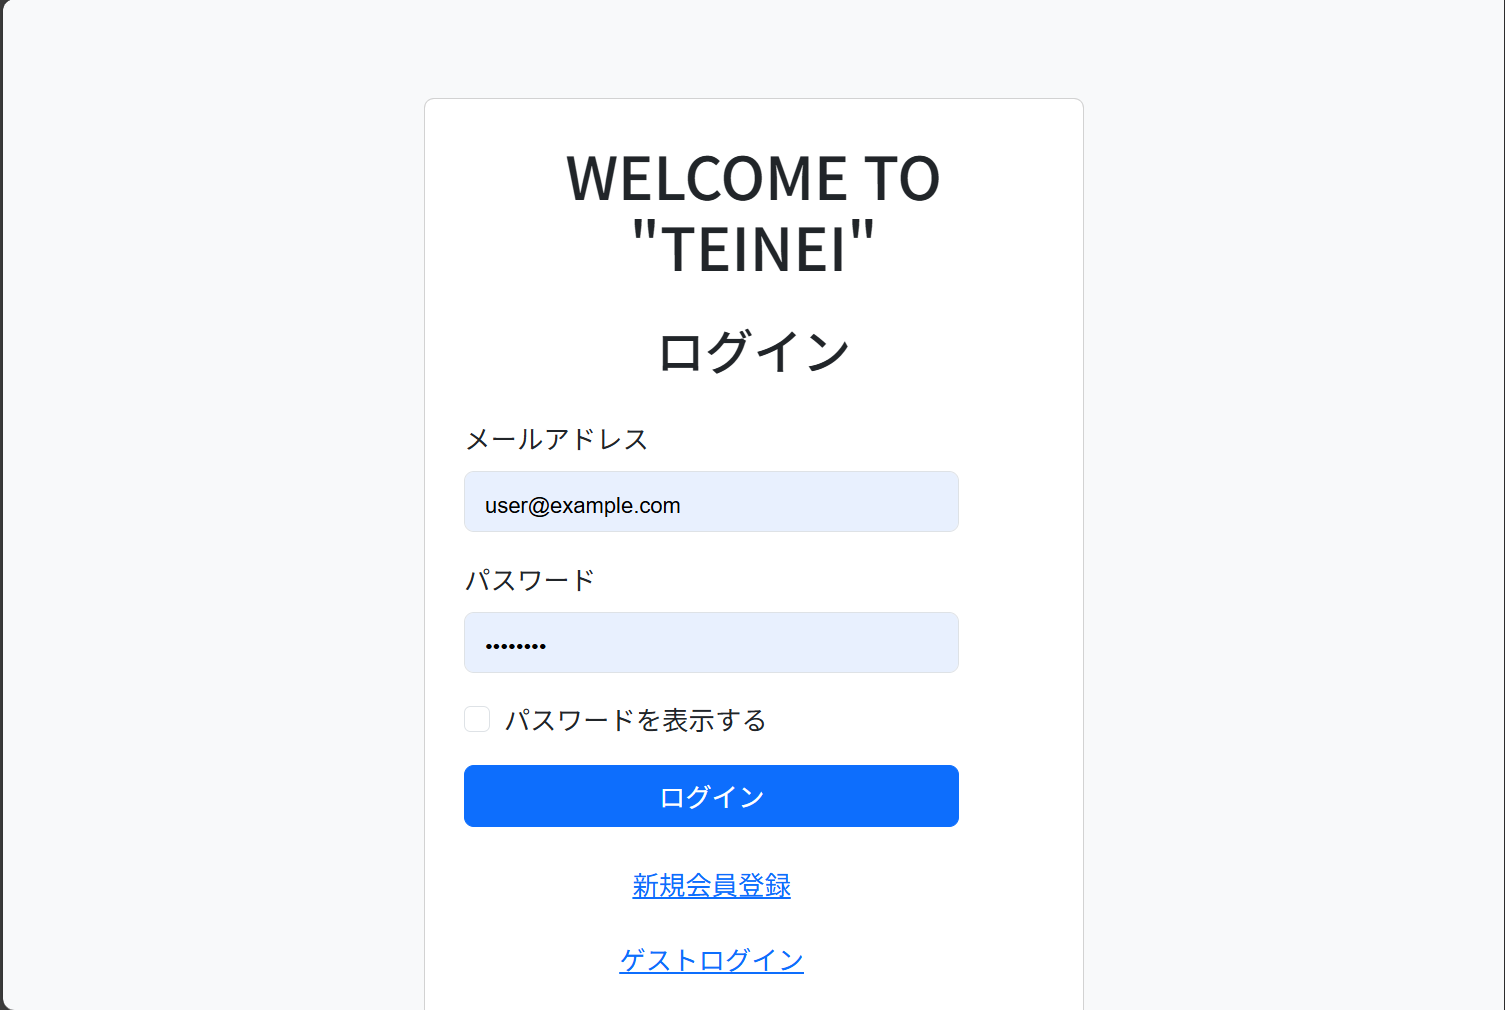 WELCOME TO
"TEINEI"
ログイン
メールアドレス
user@example.com
パスワード
••••••••
パスワードを表示する
ログイン
新規会員登録
ゲストログイン